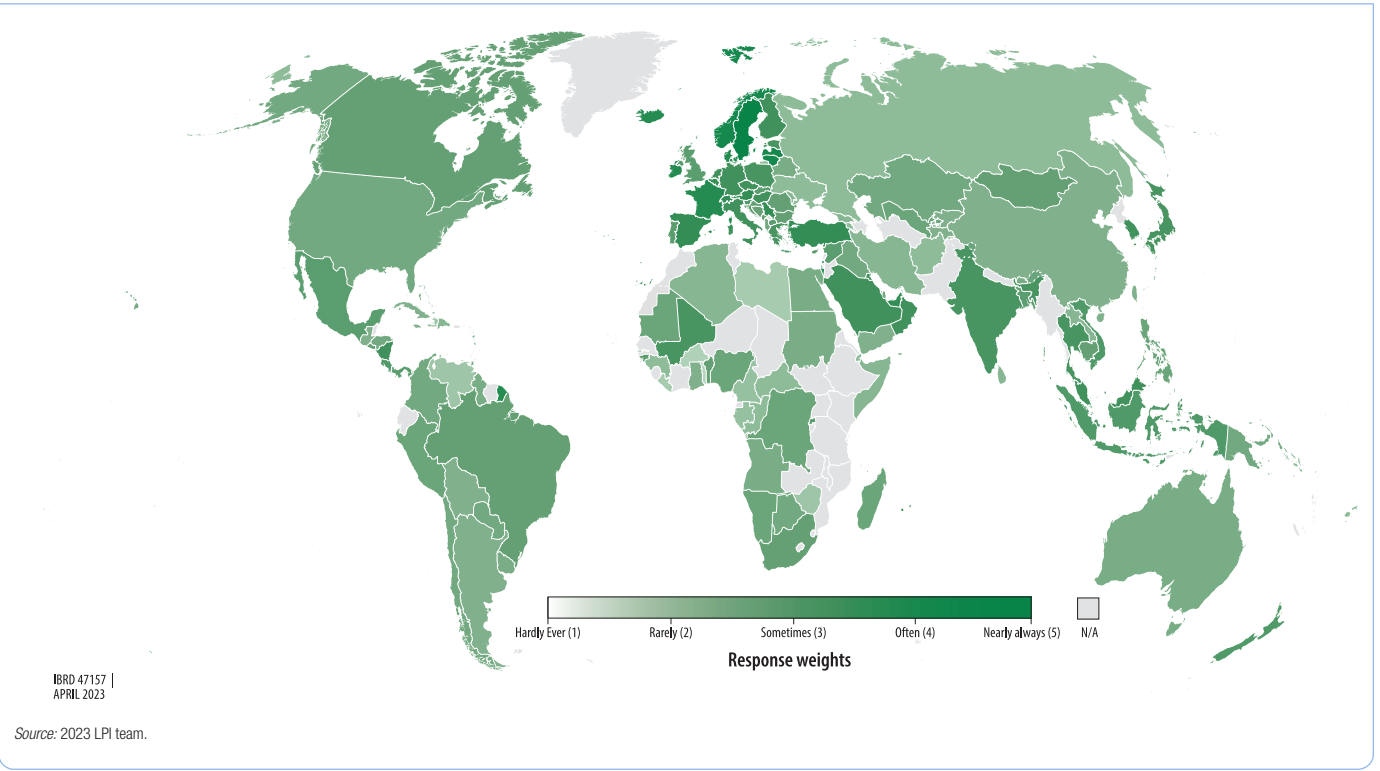 Hardly Ever (1) Rarely (2) Sometimes (3) Often (4) Nearly always (5) N/A
Response weights
IBRD 47157
APRIL 2023
Source: 2023 LPI team.